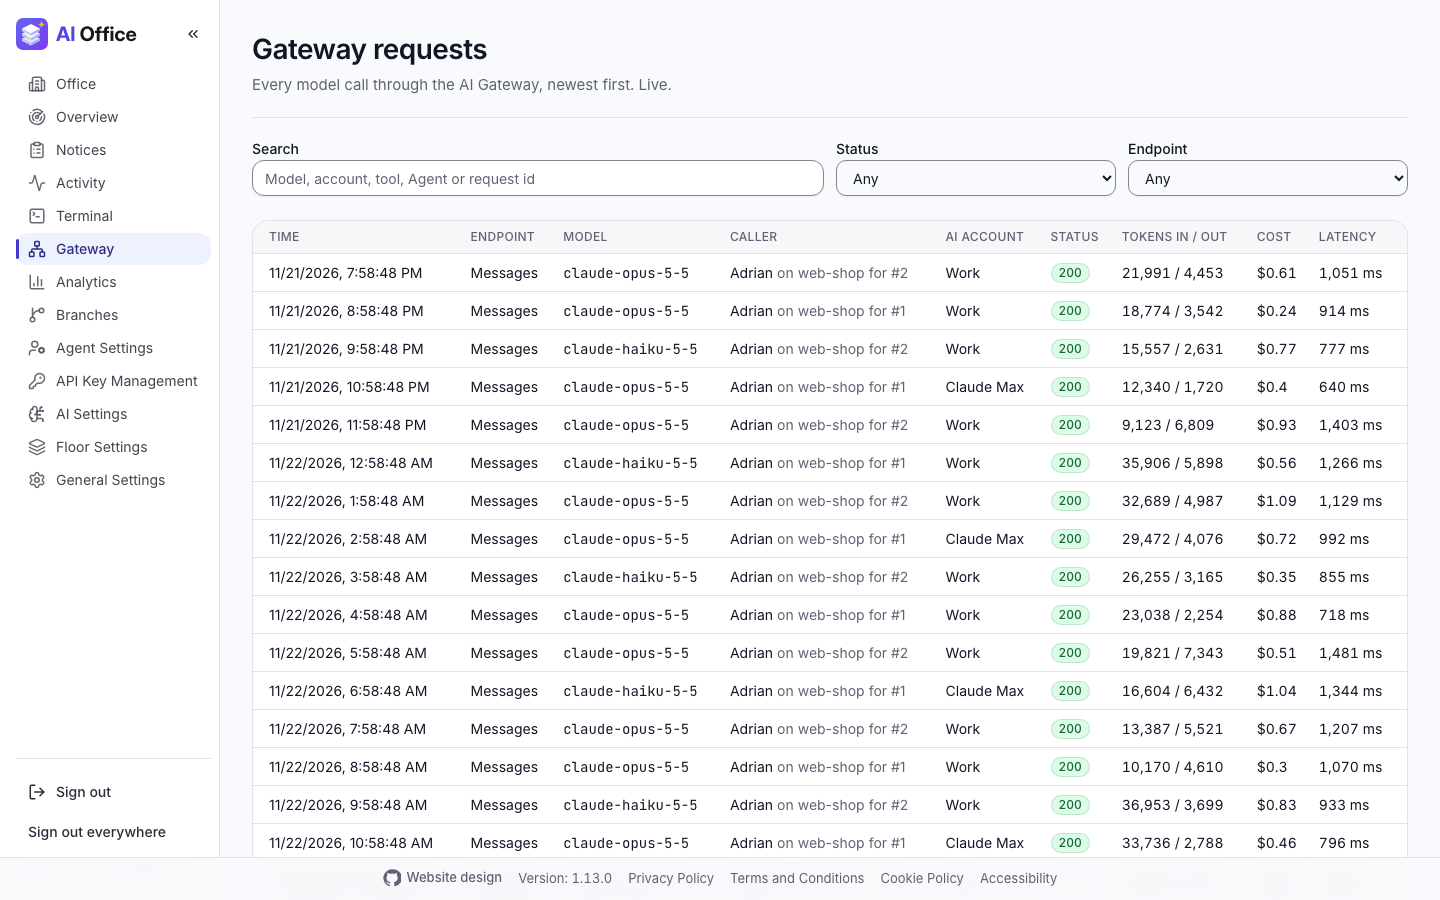 AI Office
Office
Overview
Notices
Activity
Terminal
Gateway
Analytics
Branches
Agent Settings
API Key Management
AI Settings
Floor Settings
General Settings
Sign out
Sign out everywhere
Gateway requests
Every model call through the AI Gateway, newest first. Live.
Search Status Endpoint
Model, account, tool, Agent or request id Any Any
TIME ENDPOINT MODEL CALLER AI ACCOUNT STATUS TOKENS IN / OUT COST LATENCY
11/21/2026, 7:58:48 PM Messages claude-opus-5-5 Adrian on web-shop for #2 Work 200 21,991 / 4,453 $0.61 1,051 ms
11/21/2026, 8:58:48 PM Messages claude-opus-5-5 Adrian on web-shop for #1 Work 200 18,774 / 3,542 $0.24 914 ms
11/21/2026, 9:58:48 PM Messages claude-haiku-5-5 Adrian on web-shop for #2 Work 200 15,557 / 2,631 $0.77 777 ms
11/21/2026, 10:58:48 PM Messages claude-opus-5-5 Adrian on web-shop for #1 Claude Max 200 12,340 / 1,720 $0.4 640 ms
11/21/2026, 11:58:48 PM Messages claude-opus-5-5 Adrian on web-shop for #2 Work 200 9,123 / 6,809 $0.93 1,403 ms
11/22/2026, 12:58:48 AM Messages claude-haiku-5-5 Adrian on web-shop for #1 Work 200 35,906 / 5,898 $0.56 1,266 ms
11/22/2026, 1:58:48 AM Messages claude-opus-5-5 Adrian on web-shop for #2 Work 200 32,689 / 4,987 $1.09 1,129 ms
11/22/2026, 2:58:48 AM Messages claude-opus-5-5 Adrian on web-shop for #1 Claude Max 200 29,472 / 4,076 $0.72 992 ms
11/22/2026, 3:58:48 AM Messages claude-haiku-5-5 Adrian on web-shop for #2 Work 200 26,255 / 3,165 $0.35 855 ms
11/22/2026, 4:58:48 AM Messages claude-opus-5-5 Adrian on web-shop for #1 Work 200 23,038 / 2,254 $0.88 718 ms
11/22/2026, 5:58:48 AM Messages claude-opus-5-5 Adrian on web-shop for #2 Work 200 19,821 / 7,343 $0.51 1,481 ms
11/22/2026, 6:58:48 AM Messages claude-haiku-5-5 Adrian on web-shop for #1 Claude Max 200 16,604 / 6,432 $1.04 1,344 ms
11/22/2026, 7:58:48 AM Messages claude-opus-5-5 Adrian on web-shop for #2 Work 200 13,387 / 5,521 $0.67 1,207 ms
11/22/2026, 8:58:48 AM Messages claude-opus-5-5 Adrian on web-shop for #1 Work 200 10,170 / 4,610 $0.3 1,070 ms
11/22/2026, 9:58:48 AM Messages claude-haiku-5-5 Adrian on web-shop for #2 Work 200 36,953 / 3,699 $0.83 933 ms
11/22/2026, 10:58:48 AM Messages claude-opus-5-5 Adrian on web-shop for #1 Claude Max 200 33,736 / 2,788 $0.46 796 ms
Website design Version: 1.13.0 Privacy Policy Terms and Conditions Cookie Policy Accessibility